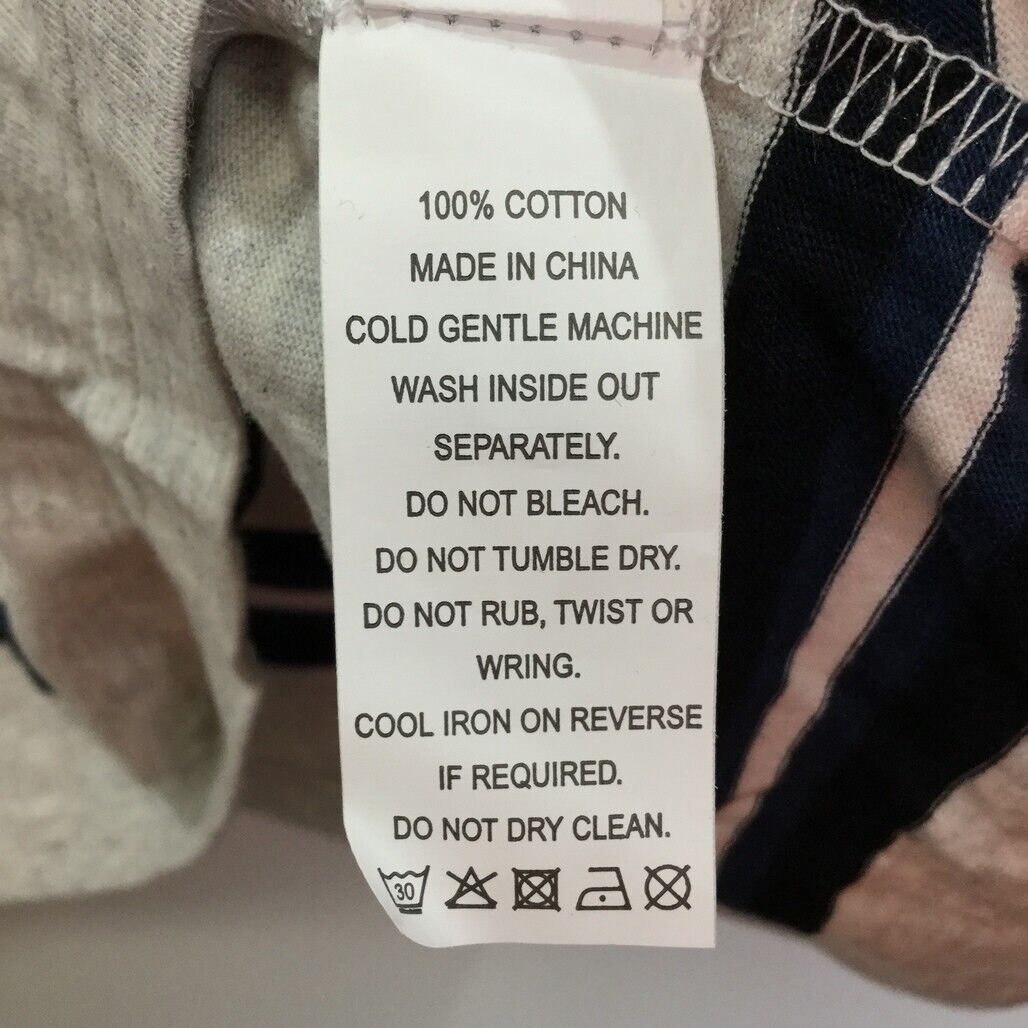 100% COTTON
MADE IN CHINA
COLD GENTLE MACHINE
WASH INSIDE OUT
SEPARATELY.
DO NOT BLEACH.
DO NOT TUMBLE DRY.
DO NOT RUB, TWIST OR
WRING.
COOL IRON ON REVERSE
IF REQUIRED.
DO NOT DRY CLEAN.
30